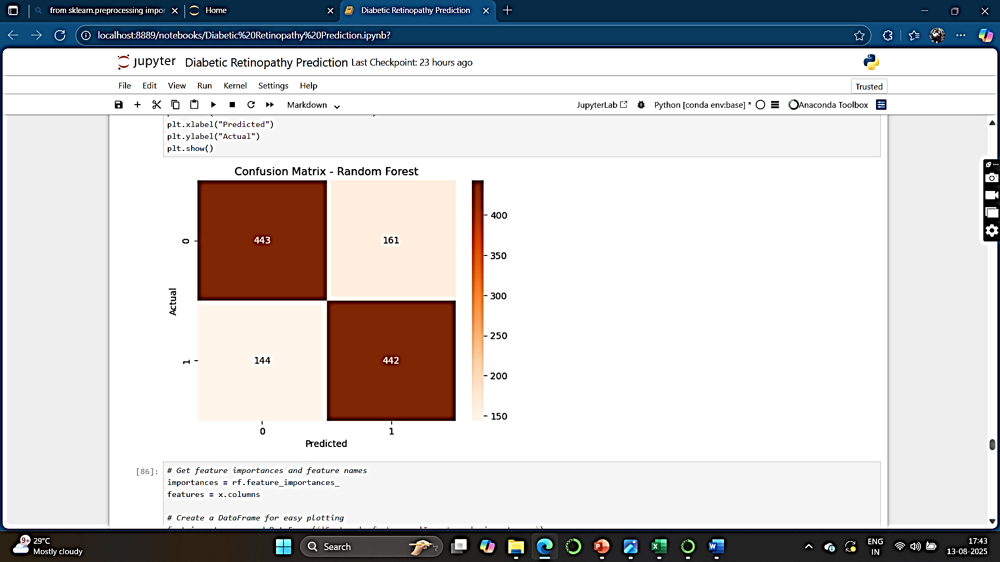 from sklearn.preprocessing impor
Home
Diabetic Retinopathy Prediction
localhost:8889/notebooks/Diabetic%20Retinopathy%20Prediction.ipynb?
jupyter Diabetic Retinopathy Prediction Last Checkpoint: 23 hours ago
File Edit View Run Kernel Settings Help
Trusted
Markdown
JupyterLab
Python [conda env:base] *
Anaconda Toolbox
plt.xlabel("Predicted")
plt.ylabel("Actual")
plt.show()
Confusion Matrix - Random Forest
443
161
144
442
0
1
Actual
0
1
Predicted
400
350
300
250
200
150
[86]:
# Get feature importances and feature names
importances = rf.feature_importances_
features = x.columns
# Create a DataFrame for easy plotting
9+
29°C
Mostly cloudy
Search
ENG
IN
17:43
13-08-2025